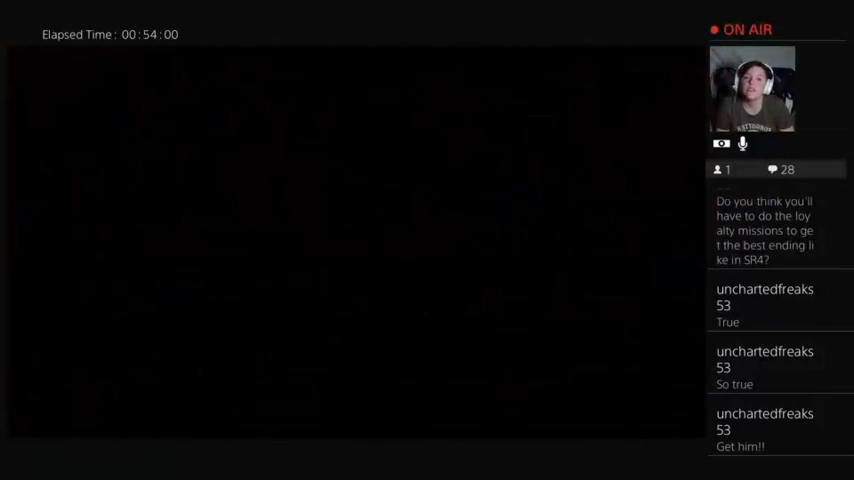 Elapsed Time: 00:54:00
ON AIR
1
28
Do you think you'll
have to do the loy
alty missions to ge
t the best ending li
ke in SR4?
unchartedfreaks
53
True
unchartedfreaks
53
So true
unchartedfreaks
53
Get him!!